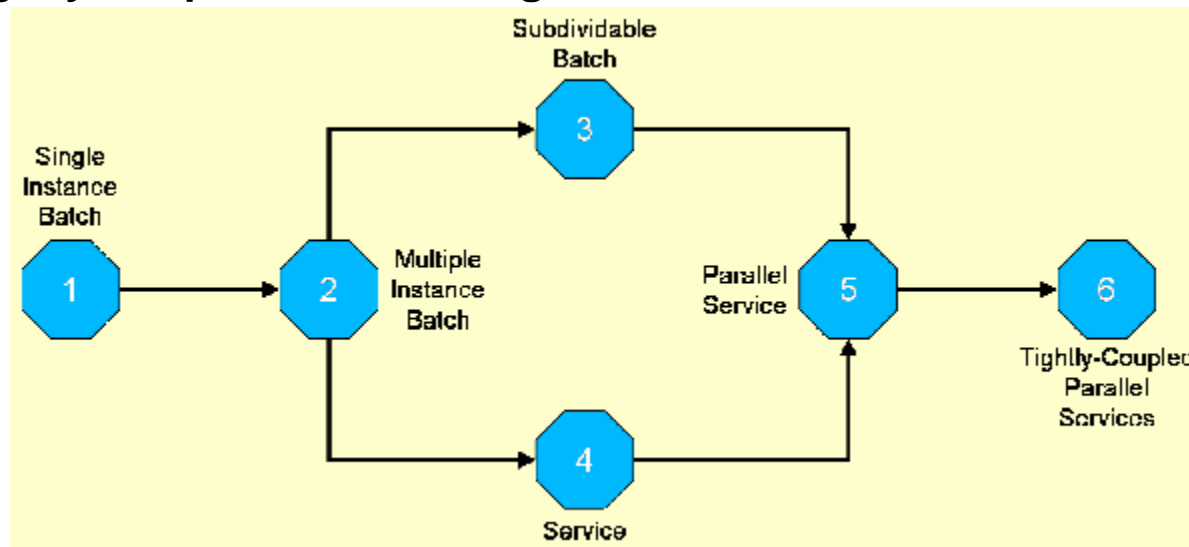 Subdividable
Batch
3
Single
Instance
Batch
1
2
Multiple
Instance
Batch
Parallel
Service
5
6
Tightlly-Coupled
Parallel
Services
4
Service